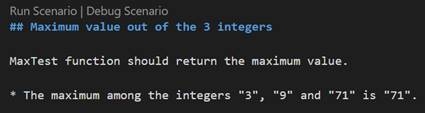 Run Scenario | Debug Scenario
## Maximum value out of the 3 integers
MaxTest function should return the maximum value.
* The maximum among the integers "3", "9" and "71" is "71".